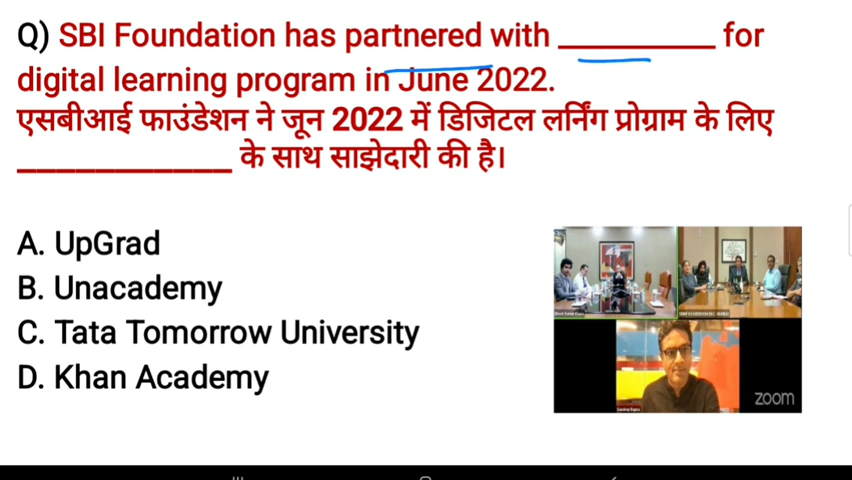 Q) SBI Foundation has partnered with __________ for
digital learning program in June 2022.
एसबीआई फाउंडेशन ने जून 2022 में डिजिटल लर्निंग प्रोग्राम के लिए
_____________ के साथ साझेदारी की है।
A. UpGrad
B. Unacademy
C. Tata Tomorrow University
D. Khan Academy
zoom